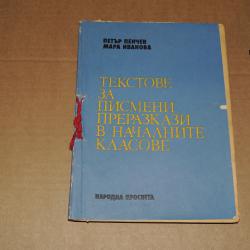 ПЕТЪР ПЕНЧЕВ
МАРА ИВАНОВА
ТЕКСТОВЕ
ЗА
ПИСМЕНИ
ПРЕРАЗКАЗИ
В НАЧАЛНИТЕ
КЛАСОВЕ
НАРОДНА ПРОСВЕТА